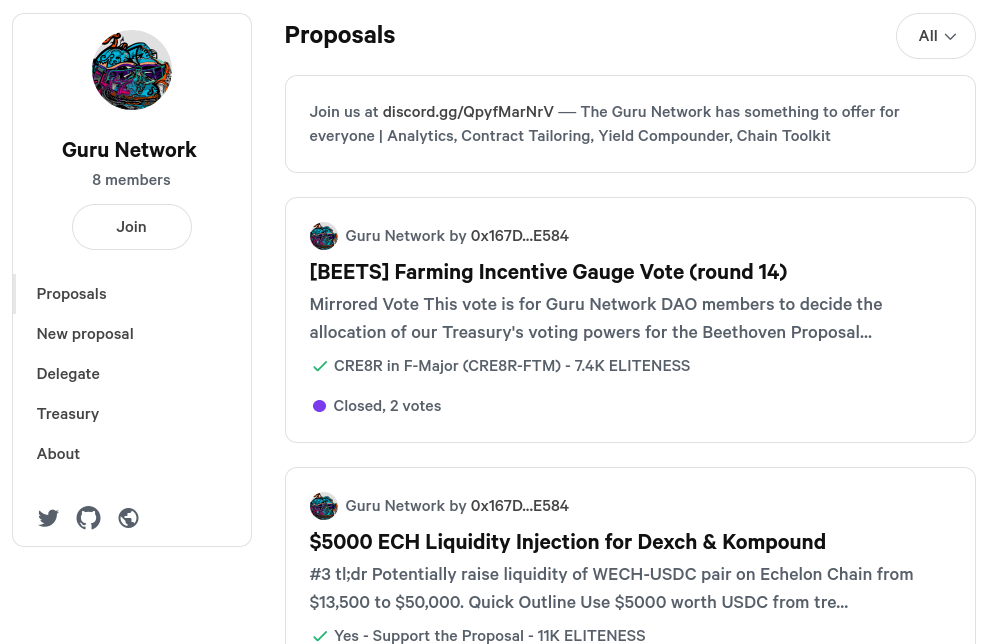 Guru Network
8 members
Join
Proposals
New proposal
Delegate
Treasury
About
Proposals
All
Join us at discord.gg/QpyfMarNrV — The Guru Network has something to offer for
everyone | Analytics, Contract Tailoring, Yield Compounder, Chain Toolkit
Guru Network by 0x167D...E584
[BEETS] Farming Incentive Gauge Vote (round 14)
Mirrored Vote This vote is for Guru Network DAO members to decide the
allocation of our Treasury's voting powers for the Beethoven Proposal...
CRE8R in F-Major (CRE8R-FTM) - 7.4K ELITENESS
Closed, 2 votes
Guru Network by 0x167D...E584
$5000 ECH Liquidity Injection for Dexch & Kompound
#3 tl;dr Potentially raise liquidity of WECH-USDC pair on Echelon Chain from
$13,500 to $50,000. Quick Outline Use $5000 worth USDC from tre...
Yes - Support the Proposal - 11K ELITENESS